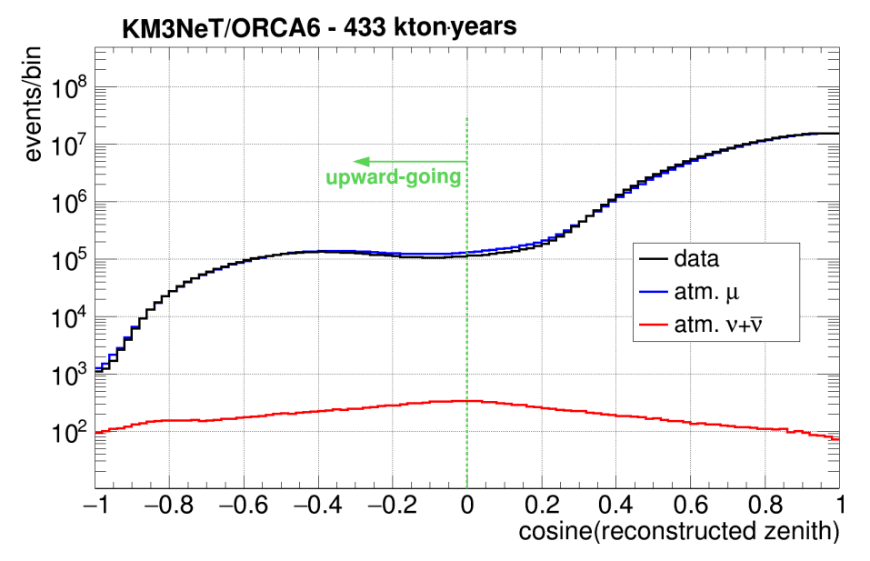 KM3NeT/ORCA6 - 433 kton·years
events/bin
10⁸
10⁷
10⁶
10⁵
10⁴
10³
10²
upward-going
data
atm. μ
atm. ν+ν̅
−1 −0.8 −0.6 −0.4 −0.2 0 0.2 0.4 0.6 0.8 1
cosine(reconstructed zenith)